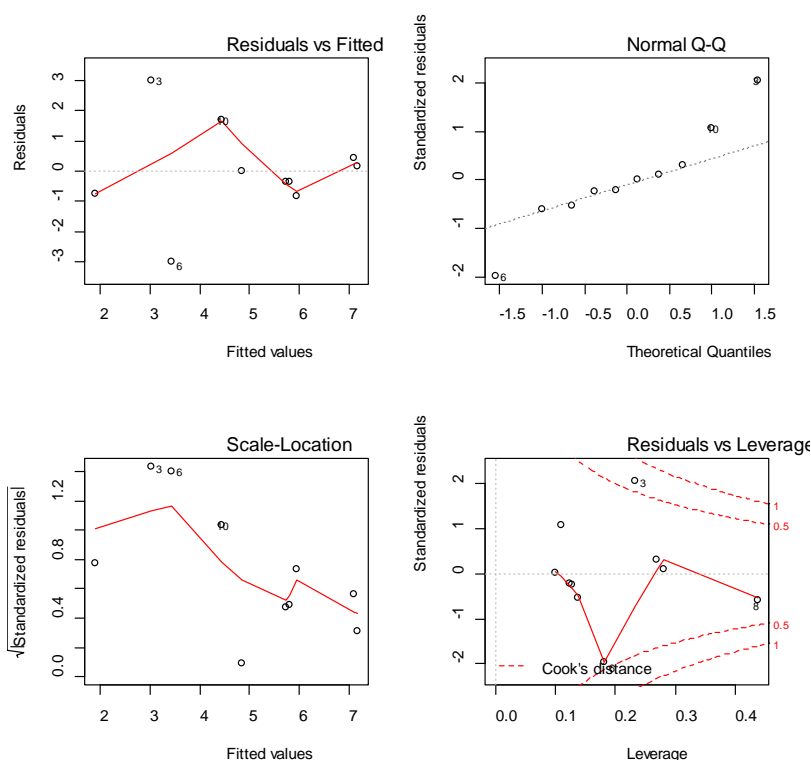 Residuals vs Fitted
Residuals
3
2
1
0
-1
-2
-3
3
10
6
2 3 4 5 6 7
Fitted values
Normal Q-Q
Standardized residuals
2
1
0
-1
-2
3
10
6
-1.5 -1.0 -0.5 0.0 0.5 1.0 1.5
Theoretical Quantiles
Scale-Location
√|Standardized residuals|
1.2
0.8
0.4
0.0
3
6
10
2 3 4 5 6 7
Fitted values
Residuals vs Leverage
Standardized residuals
2
1
0
-1
-2
3
1
0.5
8
0.5
1
Cook's distance
0.0 0.1 0.2 0.3 0.4
Leverage